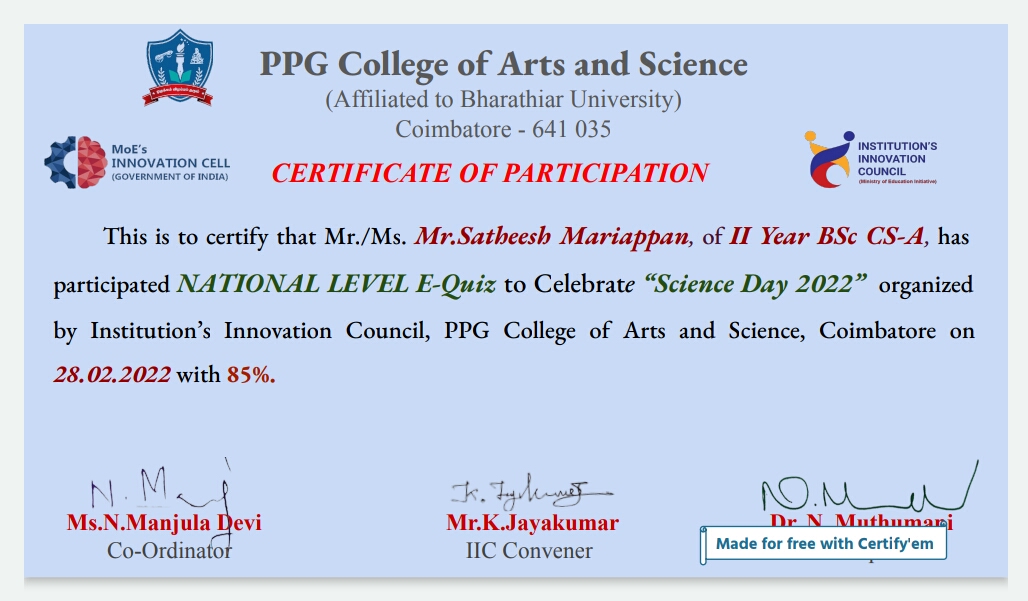 PPG College of Arts and Science
(Affiliated to Bharathiar University)
Coimbatore - 641 035
MoE's
INNOVATION CELL
(GOVERNMENT OF INDIA)
INSTITUTION'S
INNOVATION
COUNCIL
(Ministry of Education Initiative)
CERTIFICATE OF PARTICIPATION
This is to certify that Mr./Ms. Mr.Satheesh Mariappan, of II Year BSc CS-A, has
participated NATIONAL LEVEL E-Quiz to Celebrate “Science Day 2022” organized
by Institution’s Innovation Council, PPG College of Arts and Science, Coimbatore on
28.02.2022 with 85%.
Ms.N.Manjula Devi
Co-Ordinator
Mr.K.Jayakumar
IIC Convener
Dr. N. Muthumani
Made for free with Certify'em